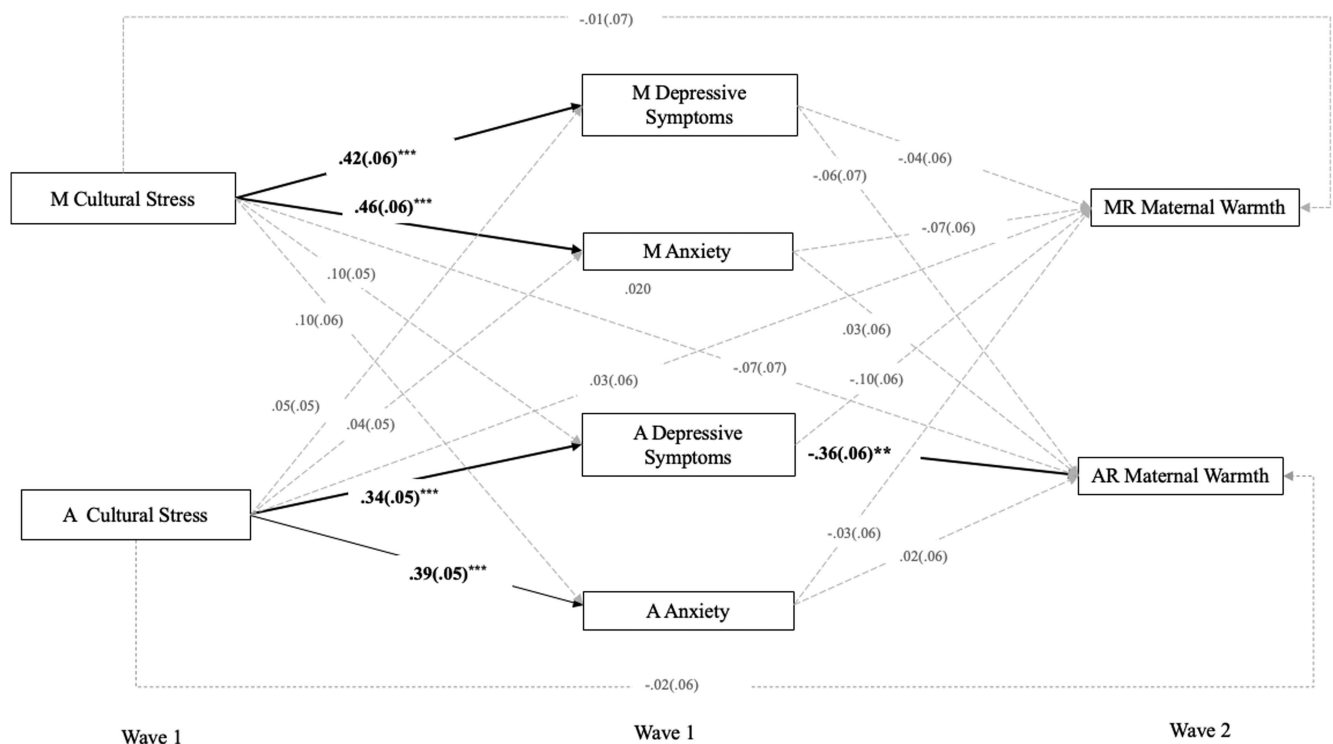 -.01(.07)
M Depressive
Symptoms
.42(.06)***
-.04(.06)
-.06(.07)
M Cultural Stress
.46(.06)***
MR Maternal Warmth
-.07(.06)
M Anxiety
.10(.05)
.020
.10(.06)
.03(.06)
-.07(.07)
.03(.06)
-.10(.06)
.05(.05)
.04(.05)
A Depressive
Symptoms
-.36(.06)**
AR Maternal Warmth
.34(.05)***
A Cultural Stress
-.03(.06)
.02(.06)
.39(.05)***
A Anxiety
-.02(.06)
Wave 1
Wave 1
Wave 2